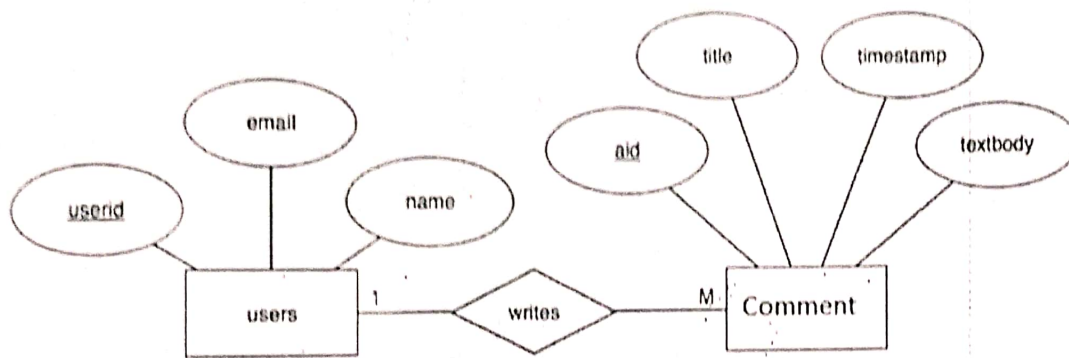 title
timestamp
email
aid
textbody
userid
name
users
1
writes
M
Comment